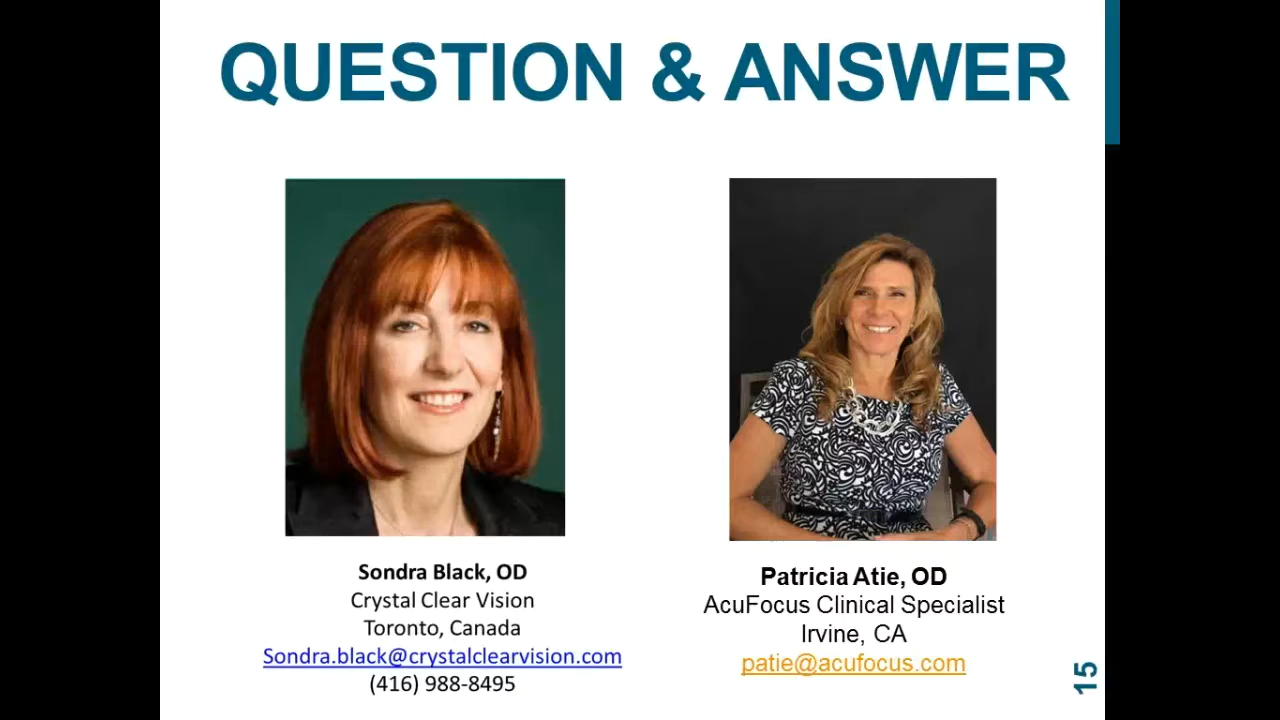 QUESTION & ANSWER
Sondra Black, OD
Crystal Clear Vision
Toronto, Canada
Sondra.black@crystalclearvision.com
(416) 988-8495
Patricia Atie, OD
AcuFocus Clinical Specialist
Irvine, CA
patie@acufocus.com
15